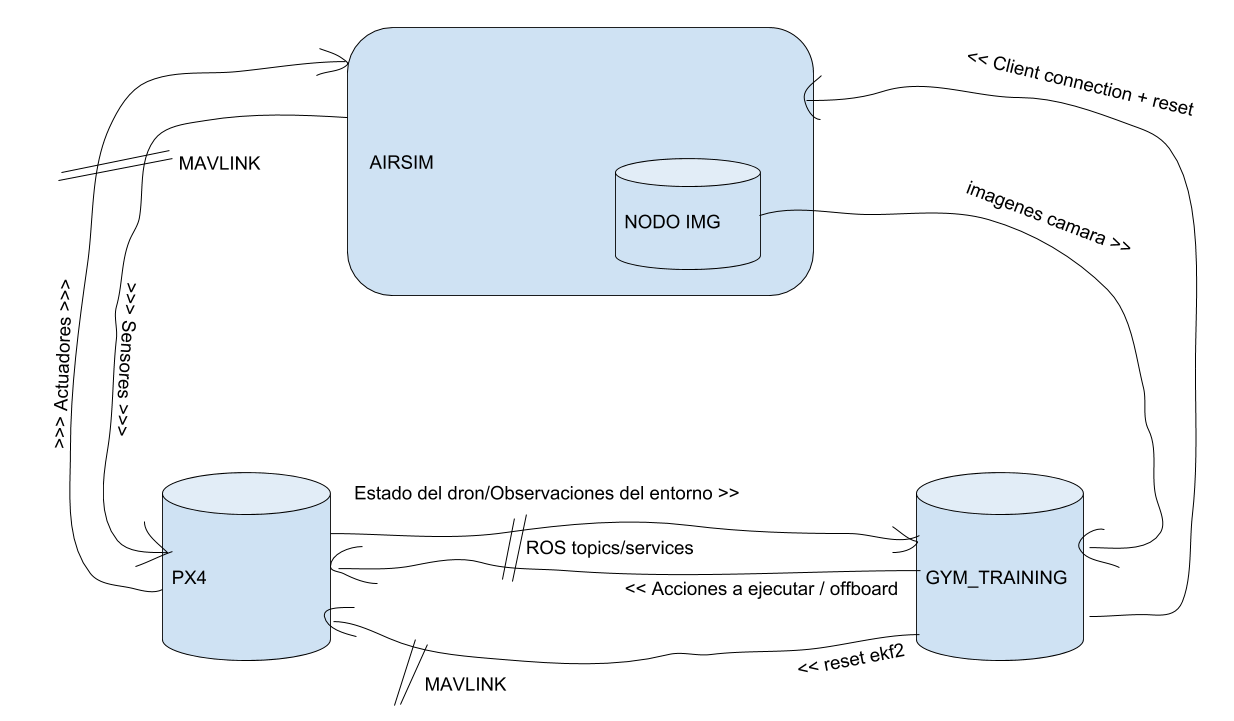 << Client connection + reset
MAVLINK
AIRSIM
imagenes camara >>
NODO IMG
>>> Actuadores >>>
>>> Sensores >>>
Estado del dron/Observaciones del entorno >>
ROS topics/services
PX4
GYM_TRAINING
<< Acciones a ejecutar / offboard
<< reset ekf2
MAVLINK